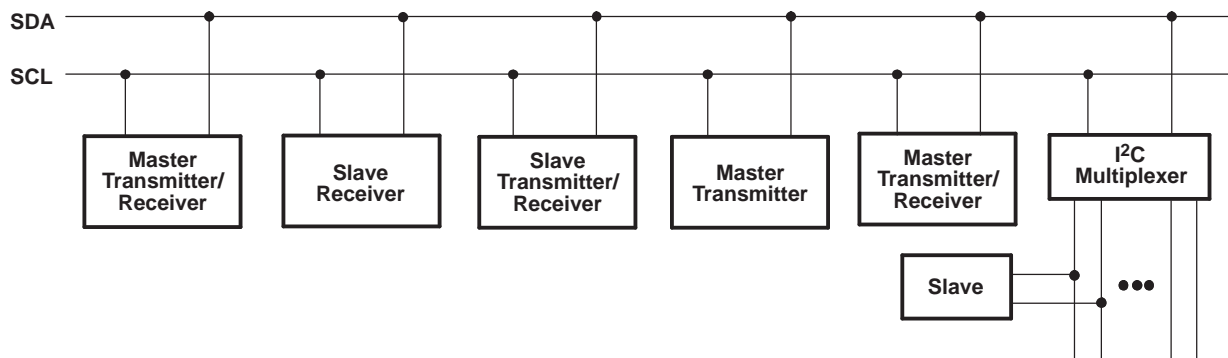 SDA
SCL
Master
Transmitter/
Receiver
Slave
Receiver
Slave
Transmitter/
Receiver
Master
Transmitter
Master
Transmitter/
Receiver
I²C
Multiplexer
Slave